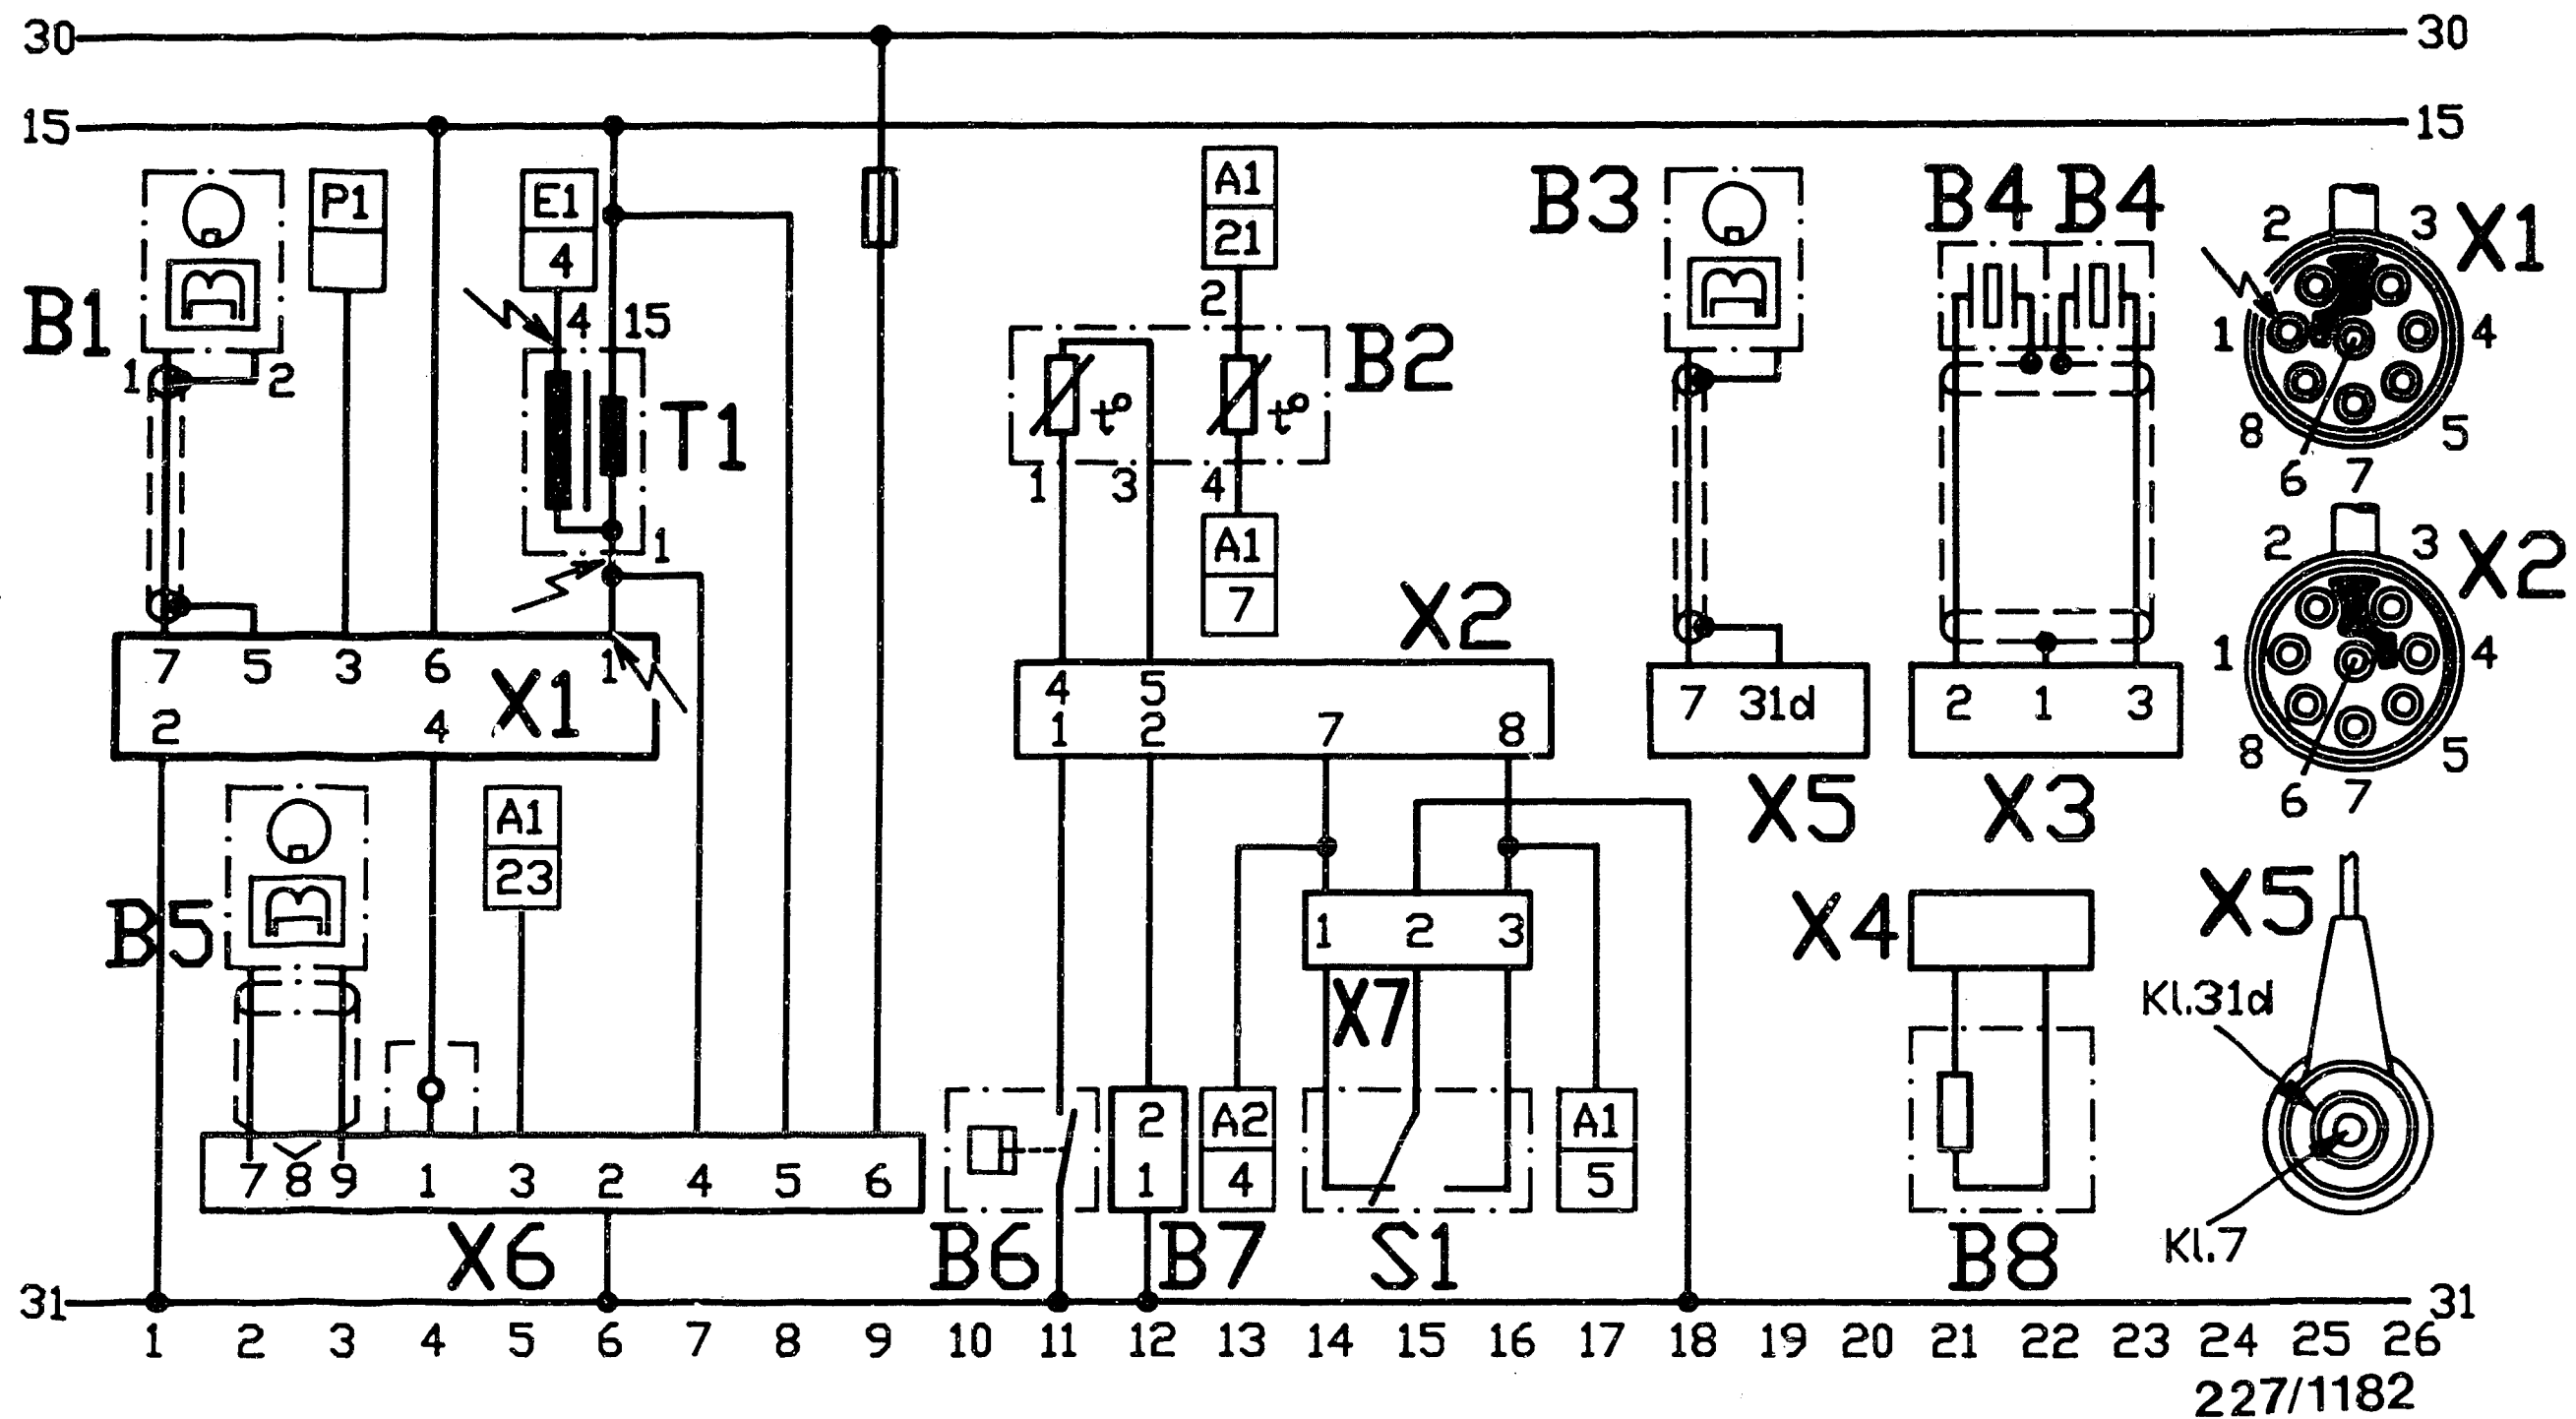 30 30
15 15
P1 E1 A1 B3 B4 B4 2 3 X1
4 21
B1 4 15 2 B2 1 4
1 2 T1 t° t°
8 5
1 3 4 6 7
1 A1 2 3 X2
7 X2
7 5 3 6 1 X1 4 5 7 31d 2 1 3 1 4
2 4 1 2 7 8 8 5
A1 X5 X3 6 7
23 X5
B5 1 2 3 X4
X7 Kl.31d
A2 A1
2
7 8 9 1 3 2 4 5 6 1 4 5
X6 B6 B7 S1 B8 Kl.7
31 31
1 2 3 4 5 6 7 8 9 10 11 12 13 14 15 16 17 18 19 20 21 22 23 24 25 26
227/1182